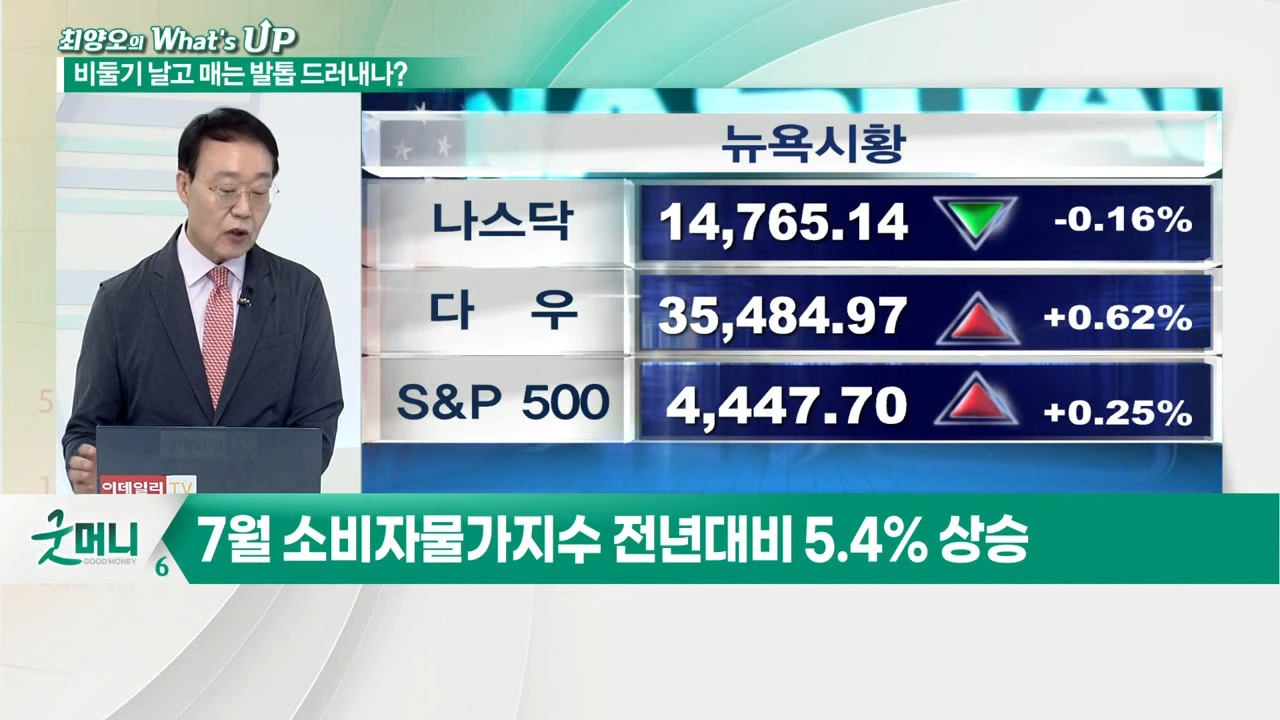 최양오의 What's UP
비둘기 날고 매는 발톱 드러내나?
NASDAQ
뉴욕시황
나스닥 14,765.14 -0.16%
다 우 35,484.97 +0.62%
S&P 500 4,447.70 +0.25%
5
1
이데일리TV
굿머니
GOOD MONEY
6
7월 소비자물가지수 전년대비 5.4% 상승